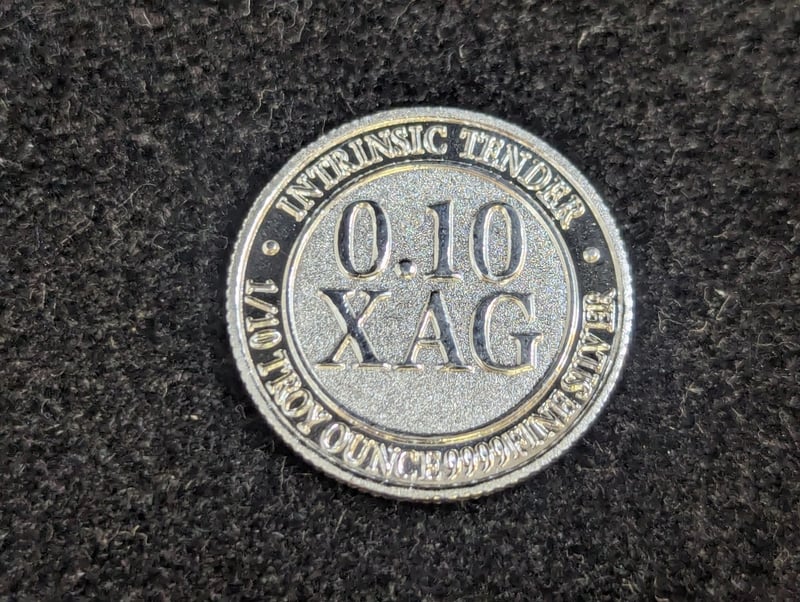 INTRINSIC TENDER
0.10
XAG
1/10 TROY OUNCE 9999 FINE SILVER